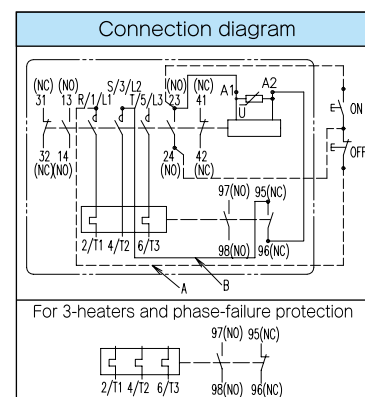 Connection diagram
(NC) (NO) S/3/L2 (NO) (NC)
31 13 R/1/L1 T/5/L3 23 41 A1 A2
U
ON
OFF
32 14 24 42
(NC) (NO) (NO) (NC)
97(NO) 95(NC)
2/T1 4/T2 6/T3
98(NO) 96(NC)
A B
For 3-heaters and phase-failure protection
97(NO) 95(NC)
2/T1 4/T2 6/T3 98(NO) 96(NC)